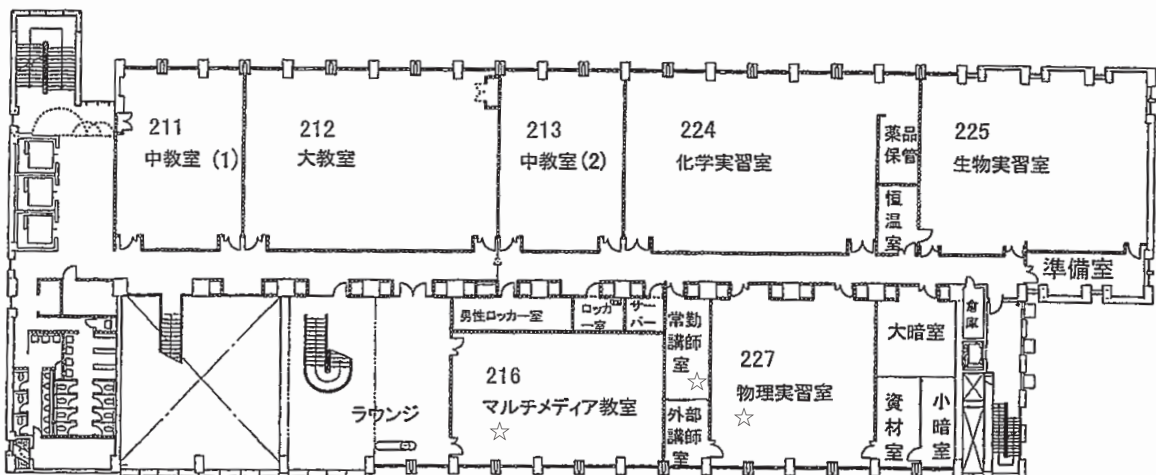 211
中教室 (1)
212
大教室
213
中教室(2)
224
化学実習室
薬品
保管
恒
温
室
225
生物実習室
準備室
男性ロッカー室
ロッカ
ー室
サー
バー
常勤
講師
室
☆
大暗室
倉
庫
216
マルチメディア教室
☆
227
物理実習室
☆
ラウンジ
外部
講師
室
資
材
室
小
暗
室